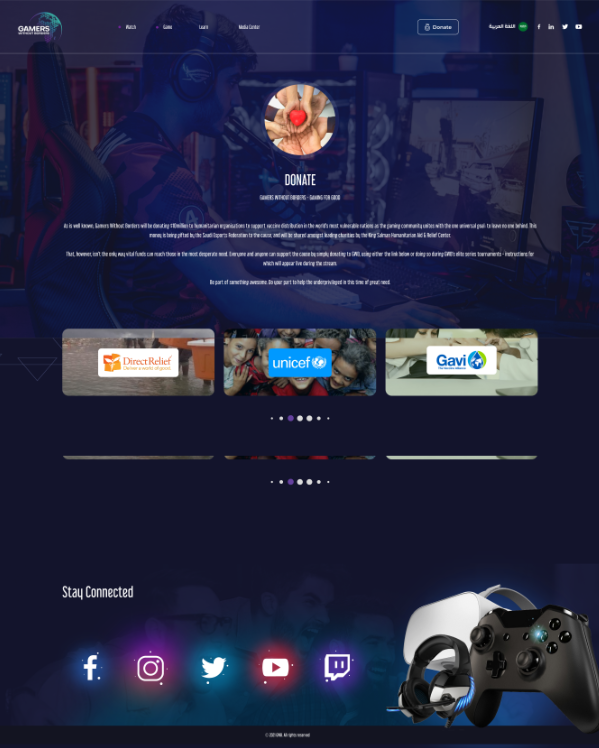 GAMERS
WITHOUT BORDERS
Watch
Game
Learn
Media Center
Donate
اللغة العربية
DONATE
GAMERS WITHOUT BORDERS - GAMING FOR GOOD
As is well known, Gamers Without Borders will be donating $10million to humanitarian organisations to support vaccine distribution in the world's most vulnerable nations as the gaming community unites with the one universal goal: to leave no one behind. This
money is being gifted by the Saudi Esports Federation to the cause, and will be shared amongst leading charities by the King Salman Humanitarian Aid & Relief Center.
That, however, isn't the only way vital funds can reach those in the most desperate need. Everyone and anyone can support the cause by simply donating to GWB, using either the link below or doing so during GWB's elite series tournaments - instructions for
which will appear live during the stream.
Be part of something awesome. Do your part to help the underprivileged in this time of great need.
Direct Relief
unicef
Gavi
The Vaccine Alliance
Stay Connected
All rights reserved